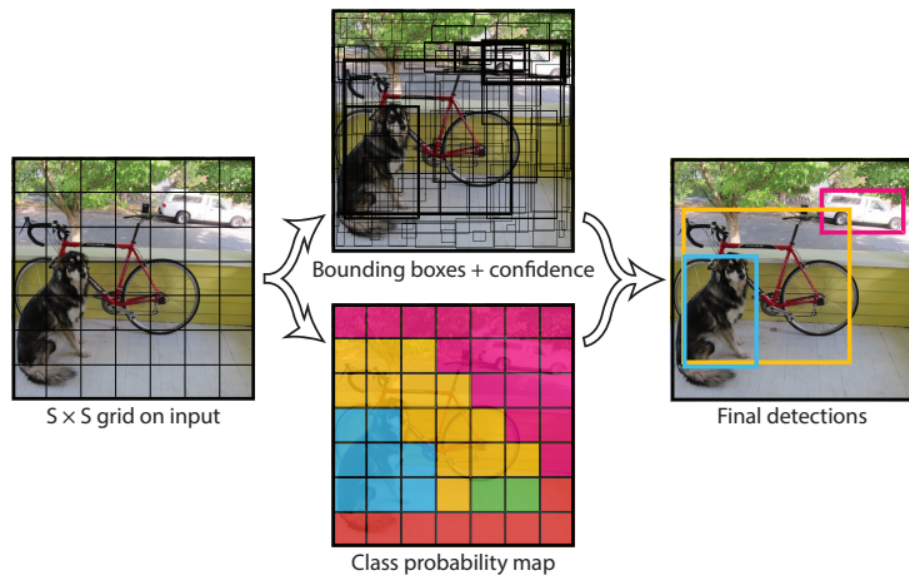 S × S grid on input
Bounding boxes + confidence
Class probability map
Final detections